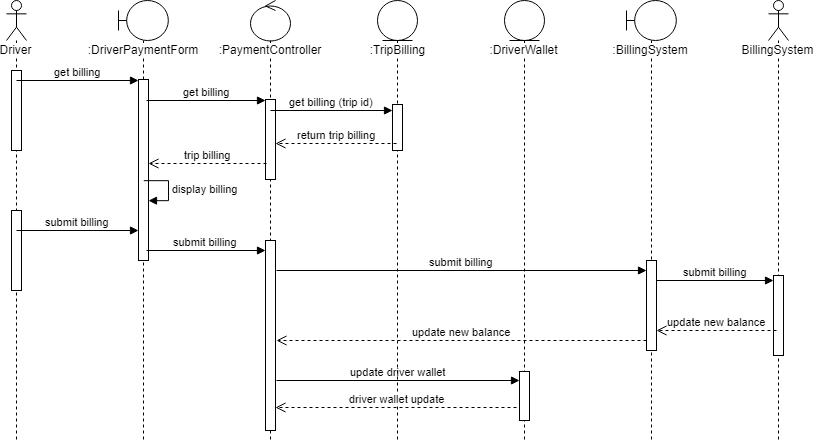 Driver
:DriverPaymentForm
:PaymentController
:TripBilling
:DriverWallet
:BillingSystem
BillingSystem
get billing
get billing
get billing (trip id)
return trip billing
trip billing
display billing
submit billing
submit billing
submit billing
submit billing
update new balance
update new balance
update driver wallet
driver wallet update